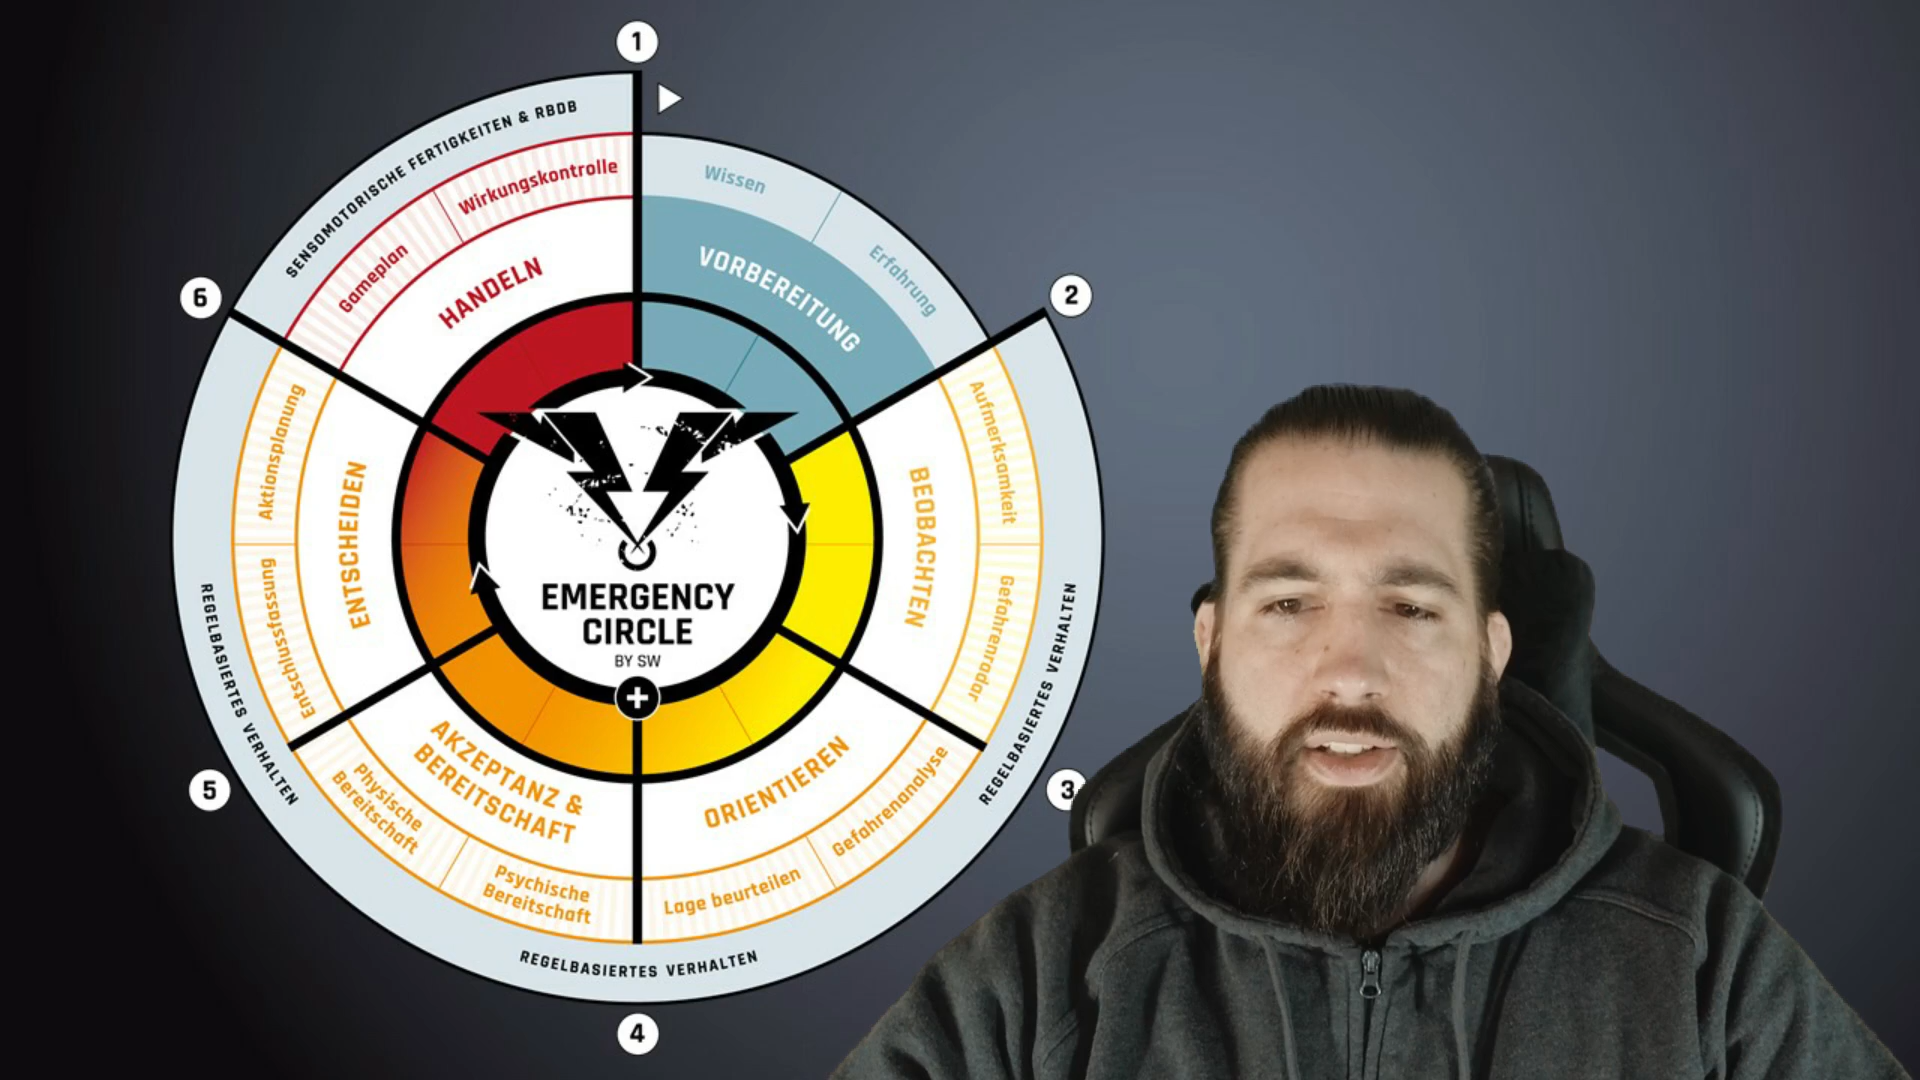 1
SENSOMOTORISCHE FERTIGKEITEN & RBDB
Wirkungskontrolle
Gameplan
HANDELN
Wissen
Erfahrung
VORBEREITUNG
2
Aufmerksamkeit
Gefahrenradar
BEOBACHTEN
REGELBASIERTES VERHALTEN
3
ORIENTIEREN
Gefahrenanalyse
Lage beurteilen
REGELBASIERTES VERHALTEN
4
AKZEPTANZ &
BEREITSCHAFT
Psychische
Bereitschaft
Physische
Bereitschaft
5
REGELBASIERTES VERHALTEN
ENTSCHEIDEN
Entschlussfassung
Aktionsplanung
6
EMERGENCY
CIRCLE
BY SW